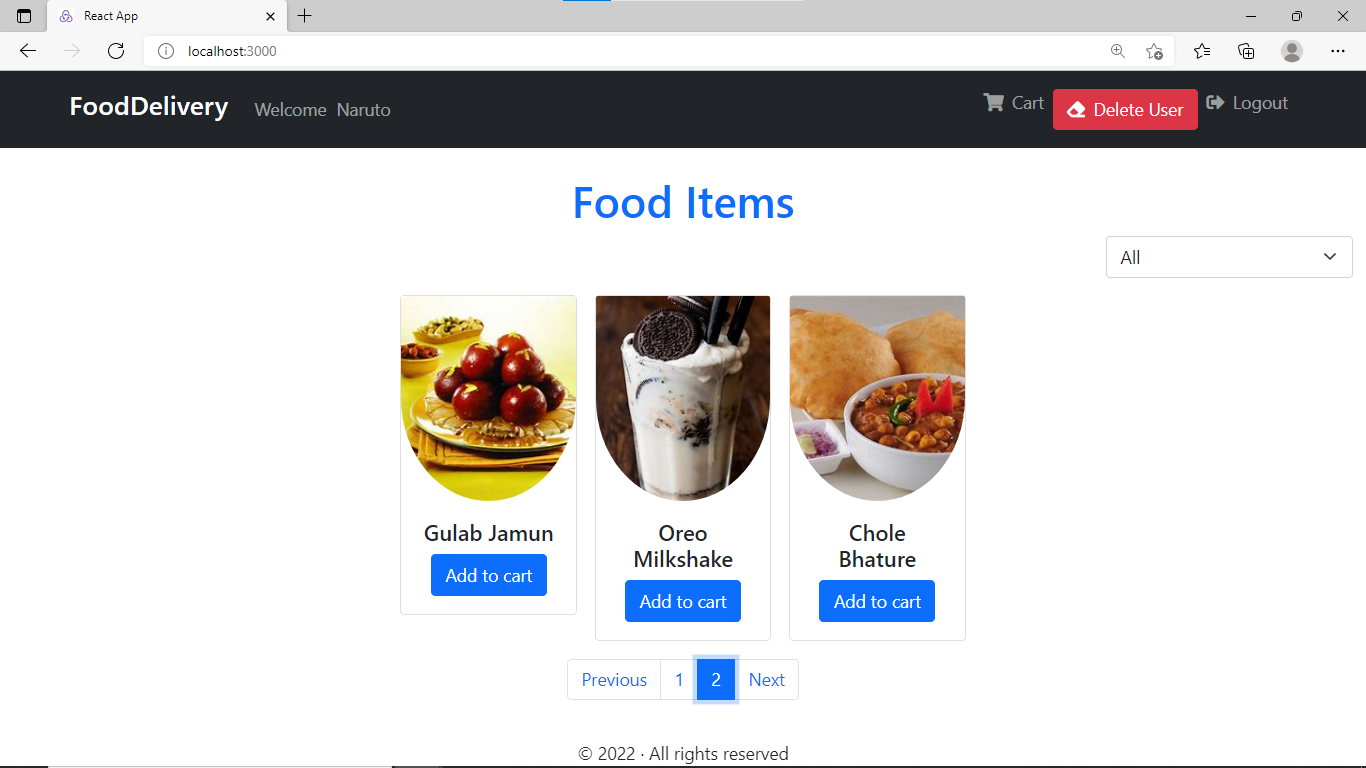 React App
localhost:3000
FoodDelivery Welcome Naruto Cart Delete User Logout
Food Items
All
Gulab Jamun
Add to cart
Oreo
Milkshake
Add to cart
Chole
Bhature
Add to cart
Previous 1 2 Next
© 2022 · All rights reserved